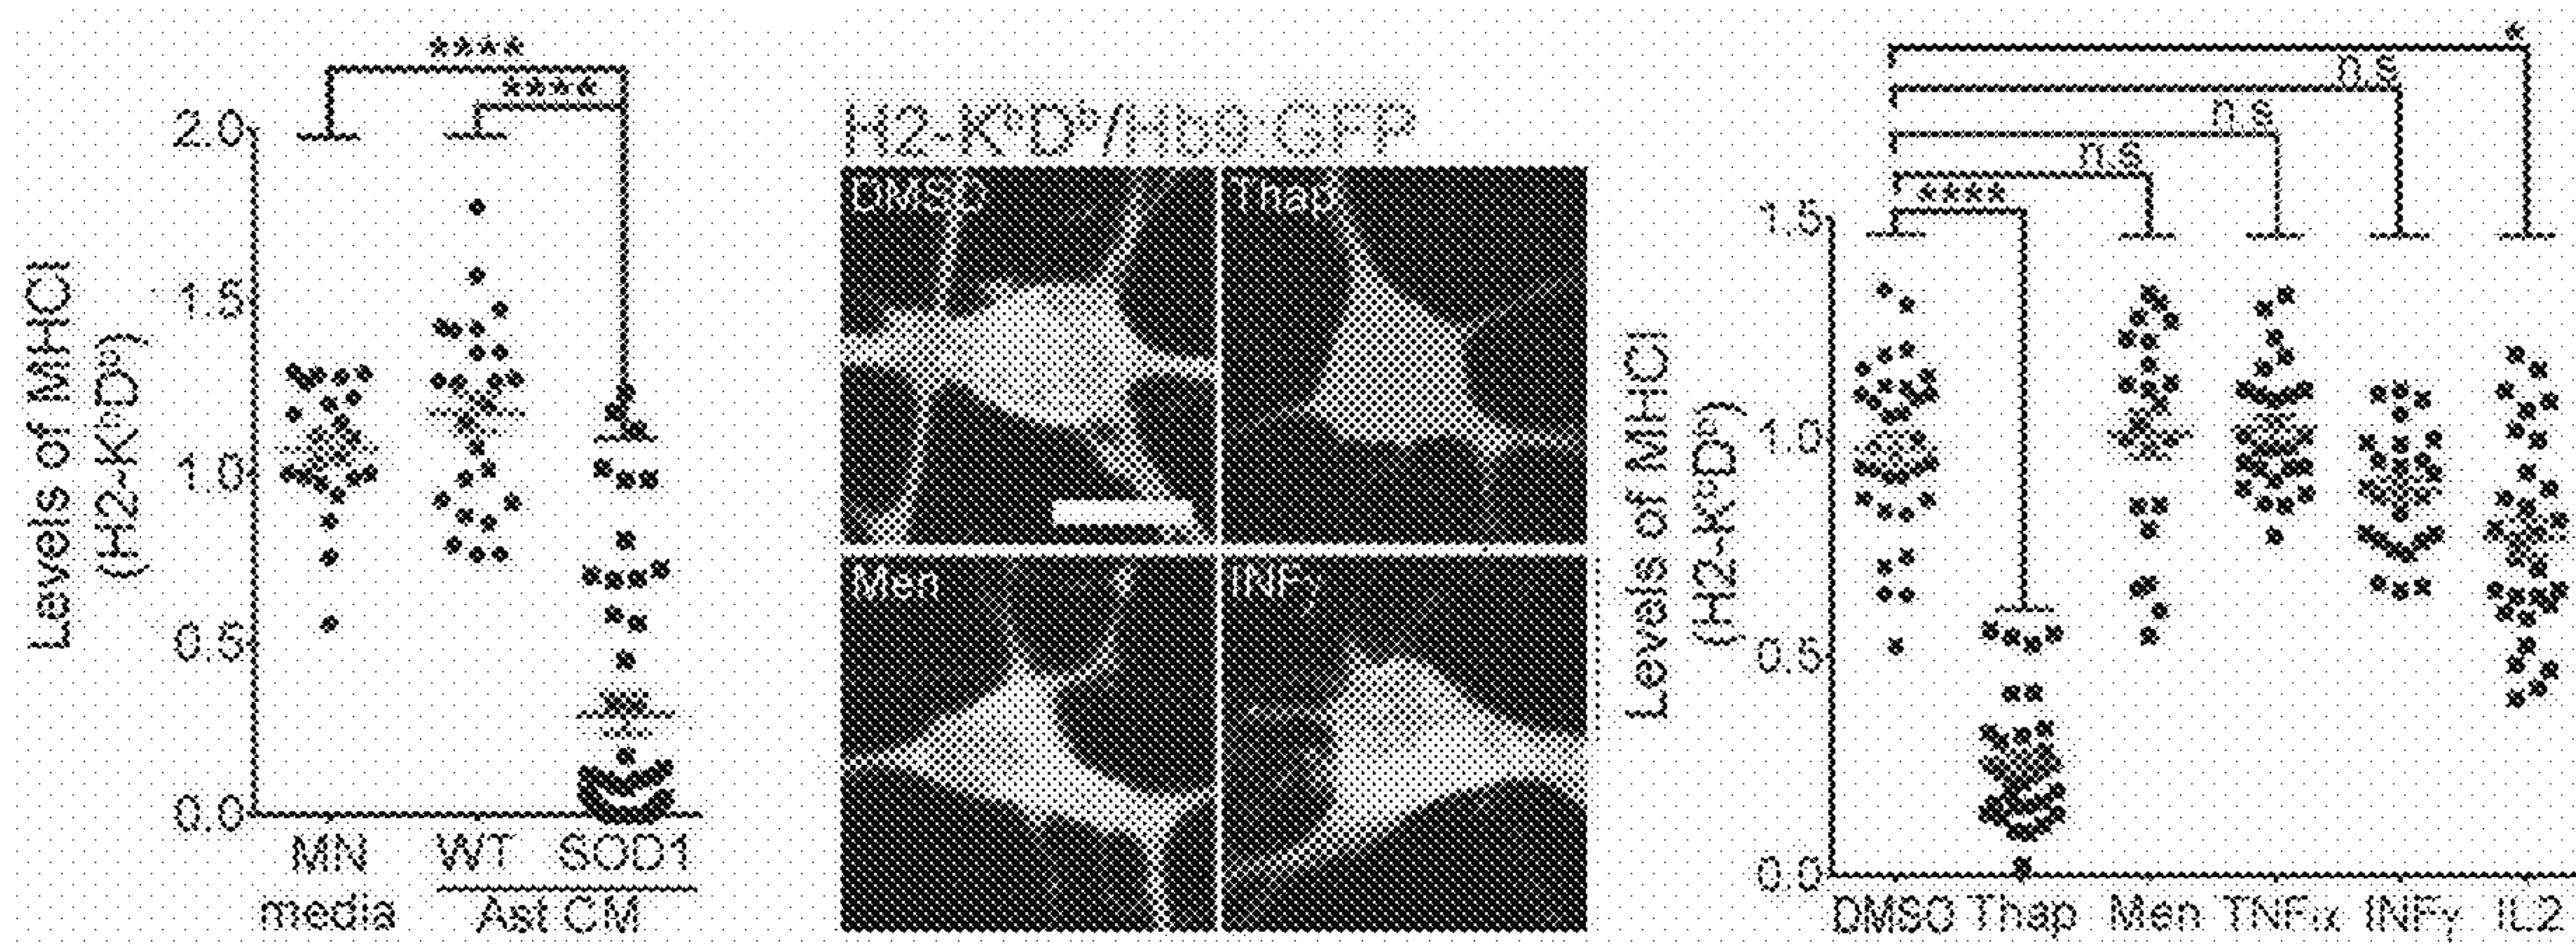 ****
****
2.0
1.5
1.0
0.5
0.0
Levels of MHCI
(H2-KᵇDᵇ)
MN media
WT SOD1
Ast CM
H2-KᵇDᵇ/Hb9:GFP
DMSO
Thap
Men
INFγ
*
n.s
n.s
n.s
****
1.5
1.0
0.5
0.0
Levels of MHCI
(H2-KᵇDᵇ)
DMSO Thap Men TNFα INFγ IL2